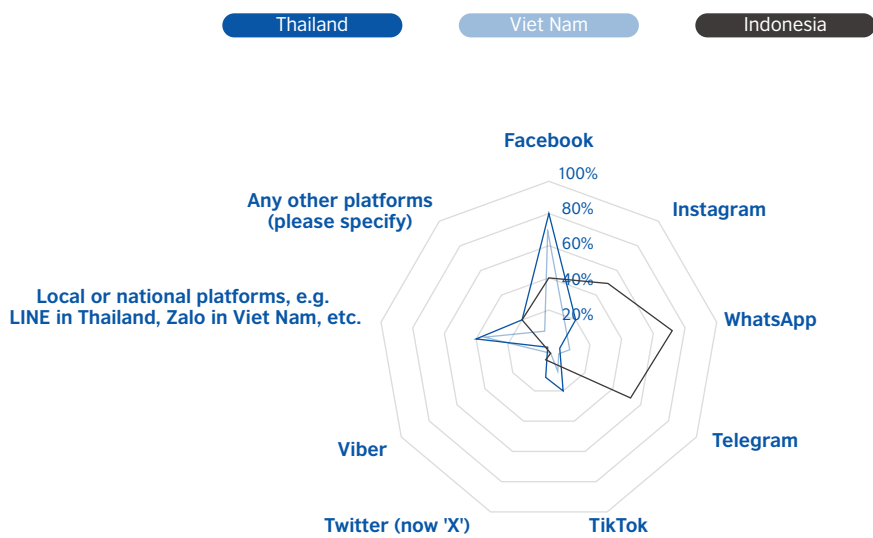 Thailand
Viet Nam
Indonesia
Facebook
100%
80%
60%
40%
20%
Any other platforms
(please specify)
Instagram
Local or national platforms, e.g.
LINE in Thailand, Zalo in Viet Nam, etc.
WhatsApp
Viber
Telegram
Twitter (now 'X')
TikTok